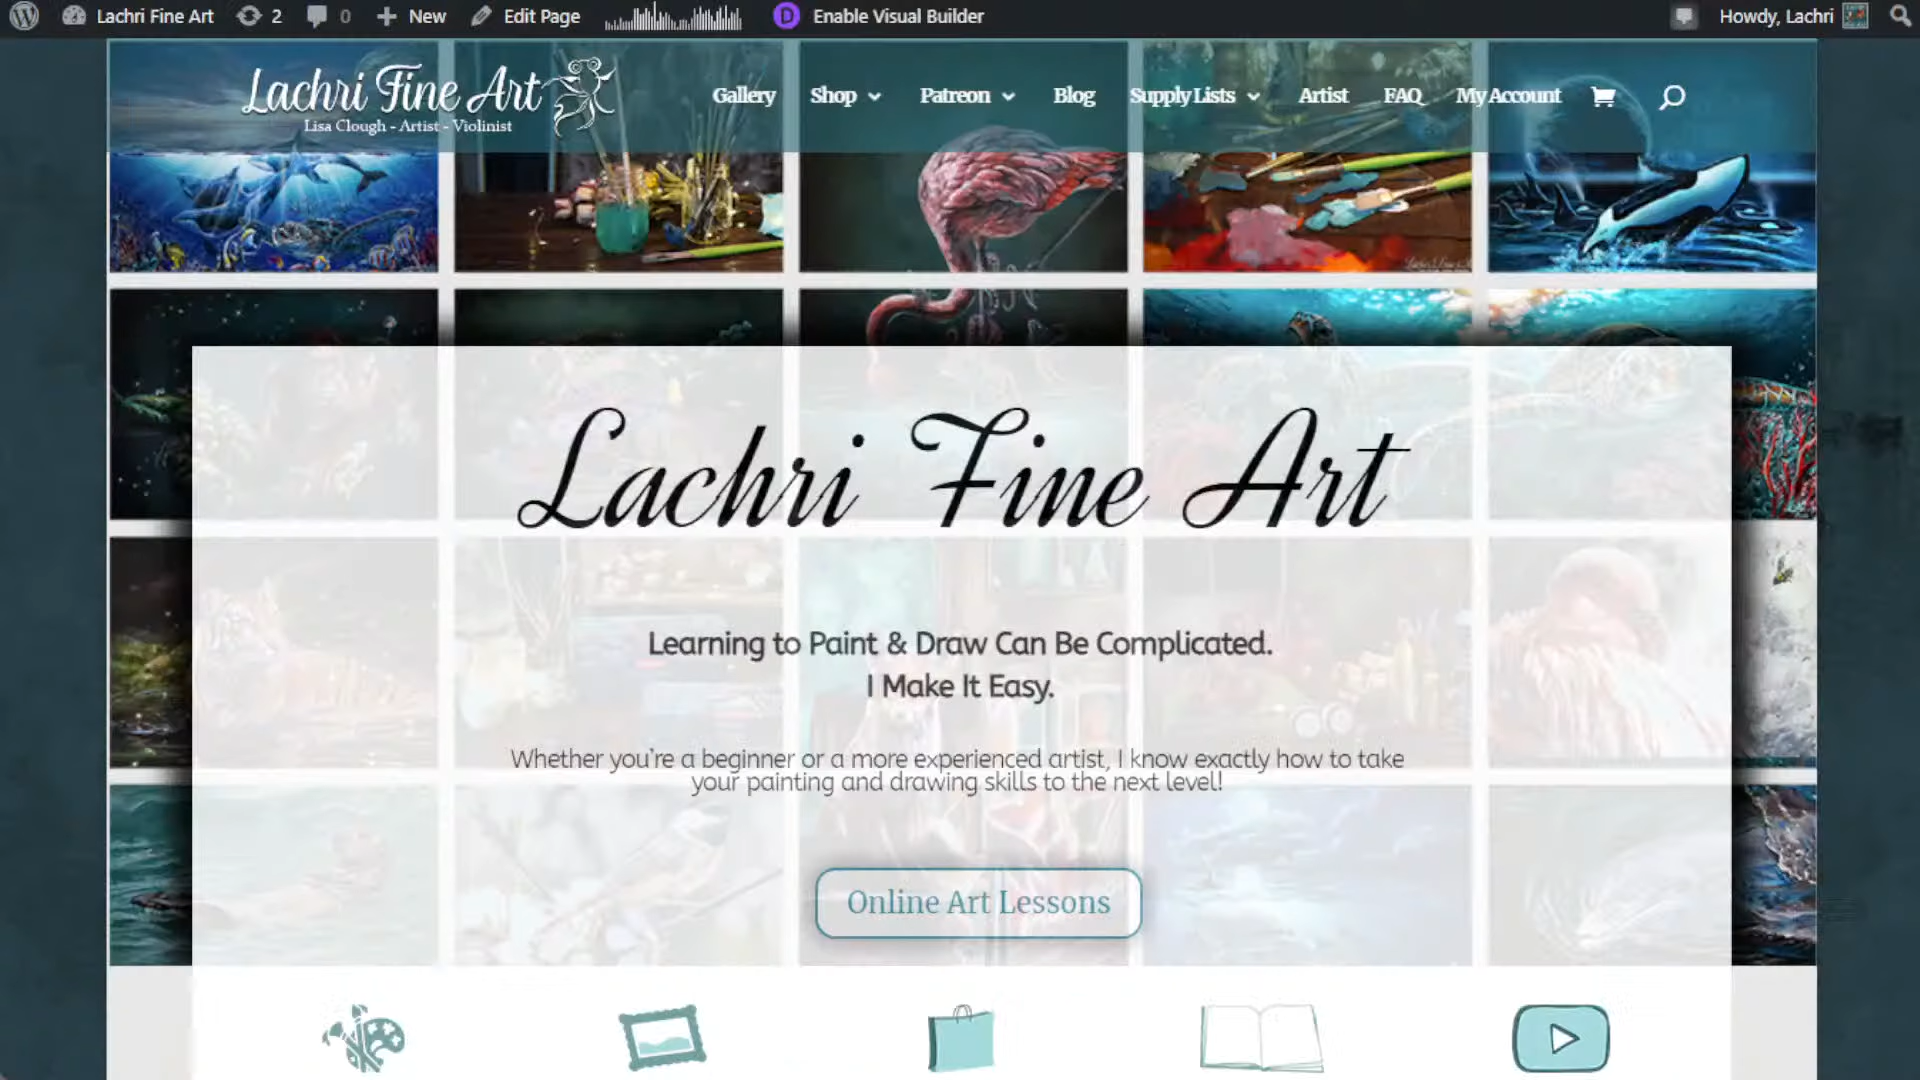 Lachri Fine Art 2 0 New Edit Page Enable Visual Builder Howdy, Lachri
Lachri Fine Art
Lisa Clough - Artist - Violinist
Gallery Shop Patreon Blog Supply Lists Artist FAQ My Account
Lachri Fine Art
Learning to Paint & Draw Can Be Complicated.
I Make It Easy.
Whether you're a beginner or a more experienced artist, I know exactly how to take
your painting and drawing skills to the next level!
Online Art Lessons